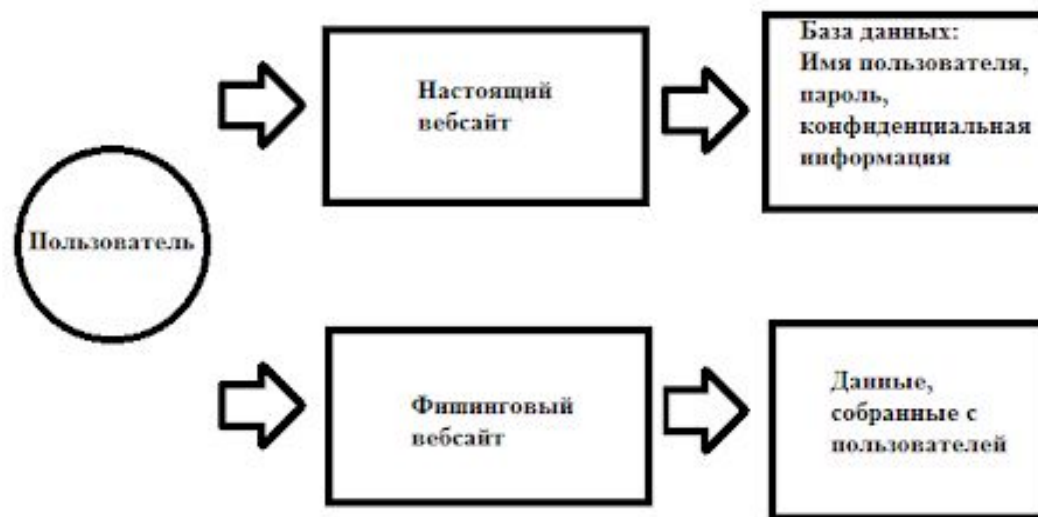 Пользователь
Настоящий
вебсайт
База данных:
Имя пользователя,
пароль,
конфиденциальная
информация
Фишинговый
вебсайт
Данные,
собранные с
пользователей